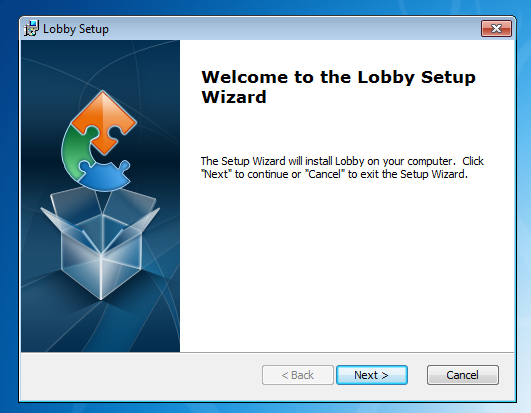 Lobby Setup
Welcome to the Lobby Setup
Wizard
The Setup Wizard will install Lobby on your computer.  Click
"Next" to continue or "Cancel" to exit the Setup Wizard.
< Back
Next >
Cancel